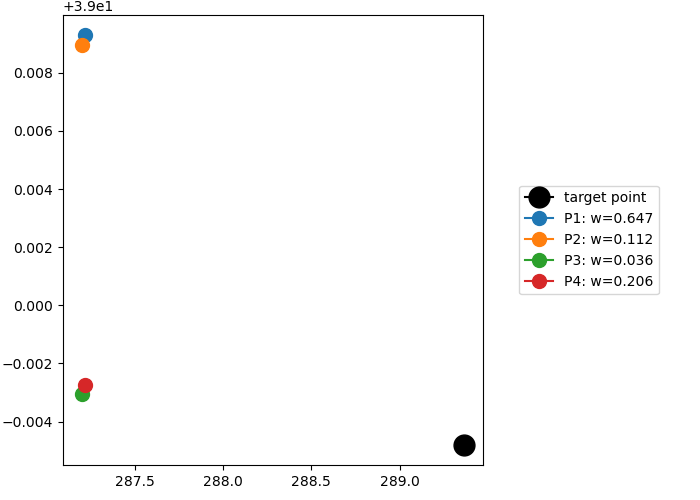 +3.9e1
0.008
0.006
0.004
0.002
0.000
−0.002
−0.004
287.5 288.0 288.5 289.0
target point
P1: w=0.647
P2: w=0.112
P3: w=0.036
P4: w=0.206